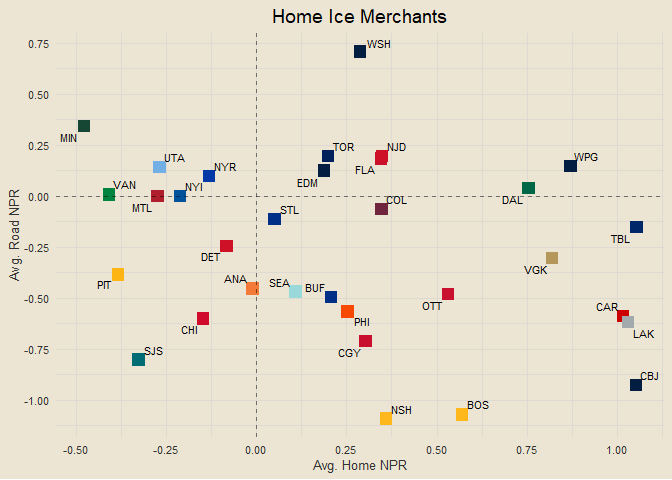 Home Ice Merchants
0.75
WSH
0.50
MIN
0.25
UTA
NYR
TOR
NJD
FLA
WPG
EDM
VAN
NYI
MTL
0.00
COL
DAL
STL
TBL
DET
-0.25
VGK
PIT
ANA
SEA
BUF
-0.50
OTT
CAR
PHI
CHI
LAK
CGY
-0.75
SJS
CBJ
-1.00
NSH
BOS
-0.50
-0.25
0.00
0.25
0.50
0.75
1.00
Avg. Home NPR
Avg. Road NPR